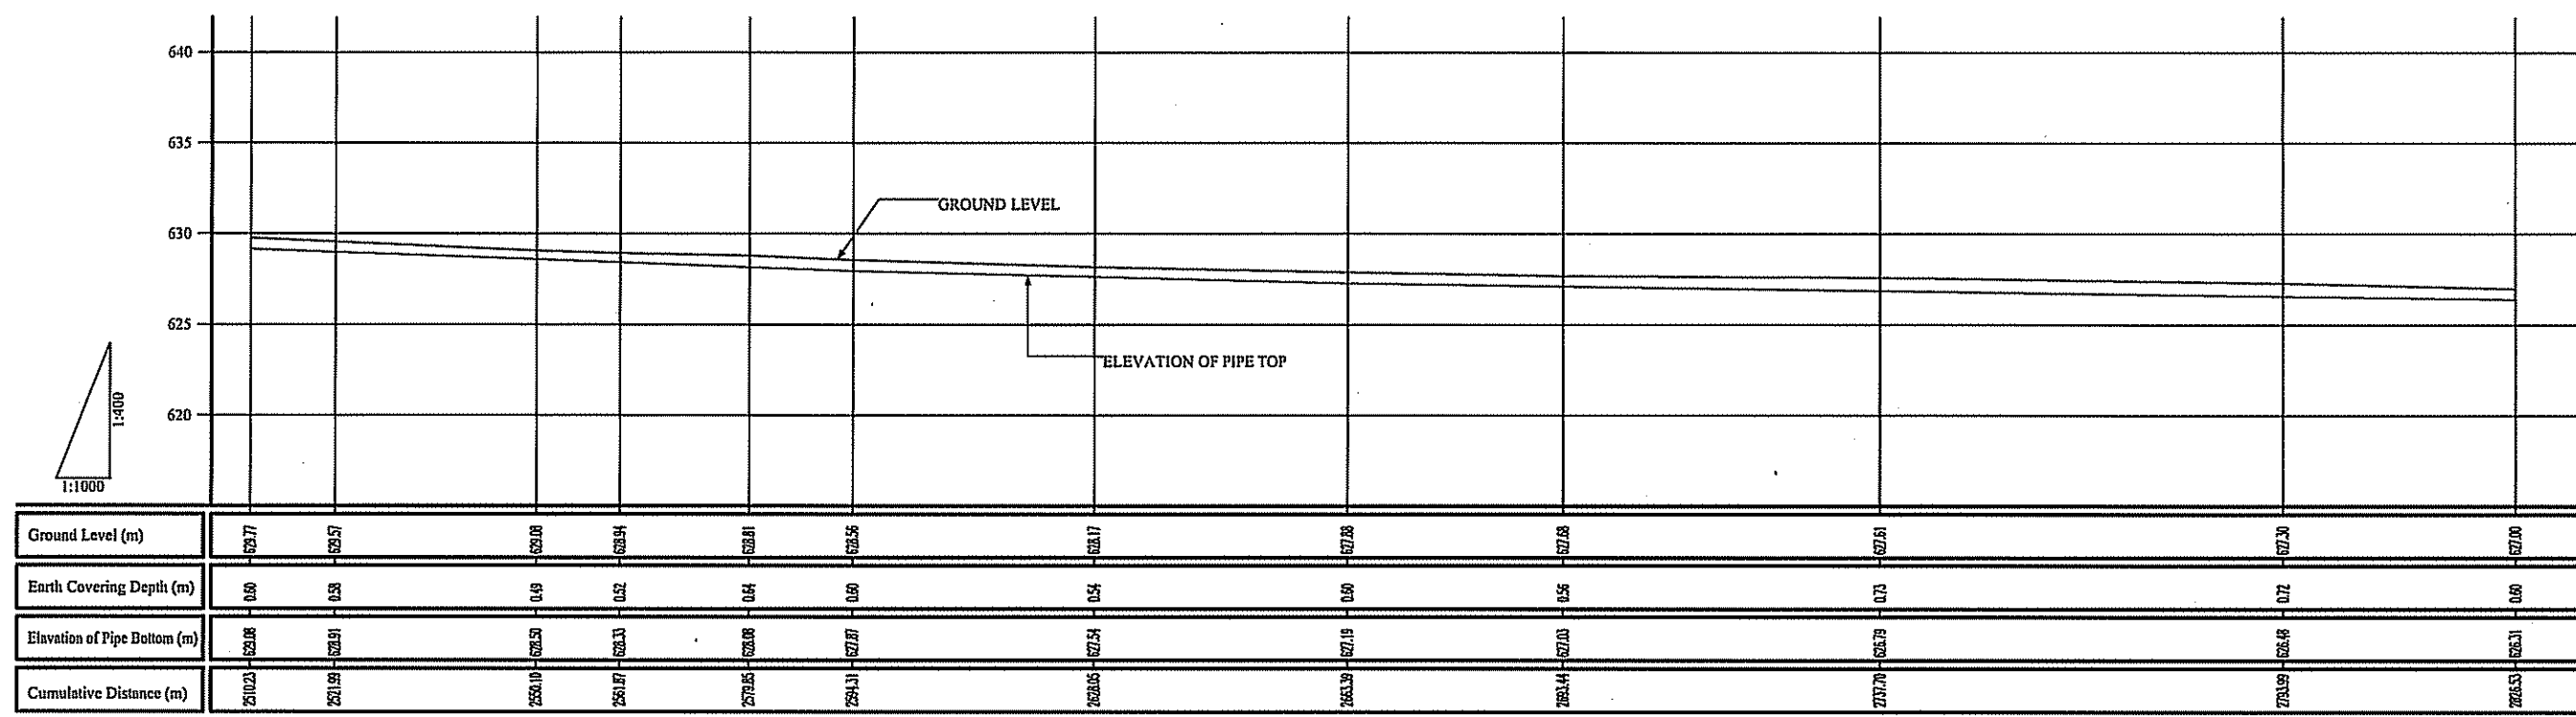 640
635
630
625
620
GROUND LEVEL
ELEVATION OF PIPE TOP
1:400
1:1000
Ground Level (m) 629.77 629.57 629.08 628.94 628.81 628.56 628.17 627.88 627.68 627.61 627.30 627.00
Earth Covering Depth (m) 0.60 0.58 0.49 0.52 0.64 0.60 0.54 0.60 0.56 0.73 0.72 0.60
Elavation of Pipe Bottom (m) 629.08 628.91 628.50 628.33 628.08 627.87 627.54 627.19 627.03 626.79 626.48 626.31
Cumulative Distance (m) 2510.23 2521.99 2550.10 2561.87 2579.85 2594.31 2628.05 2663.39 2693.44 2737.70 2793.99 2826.53